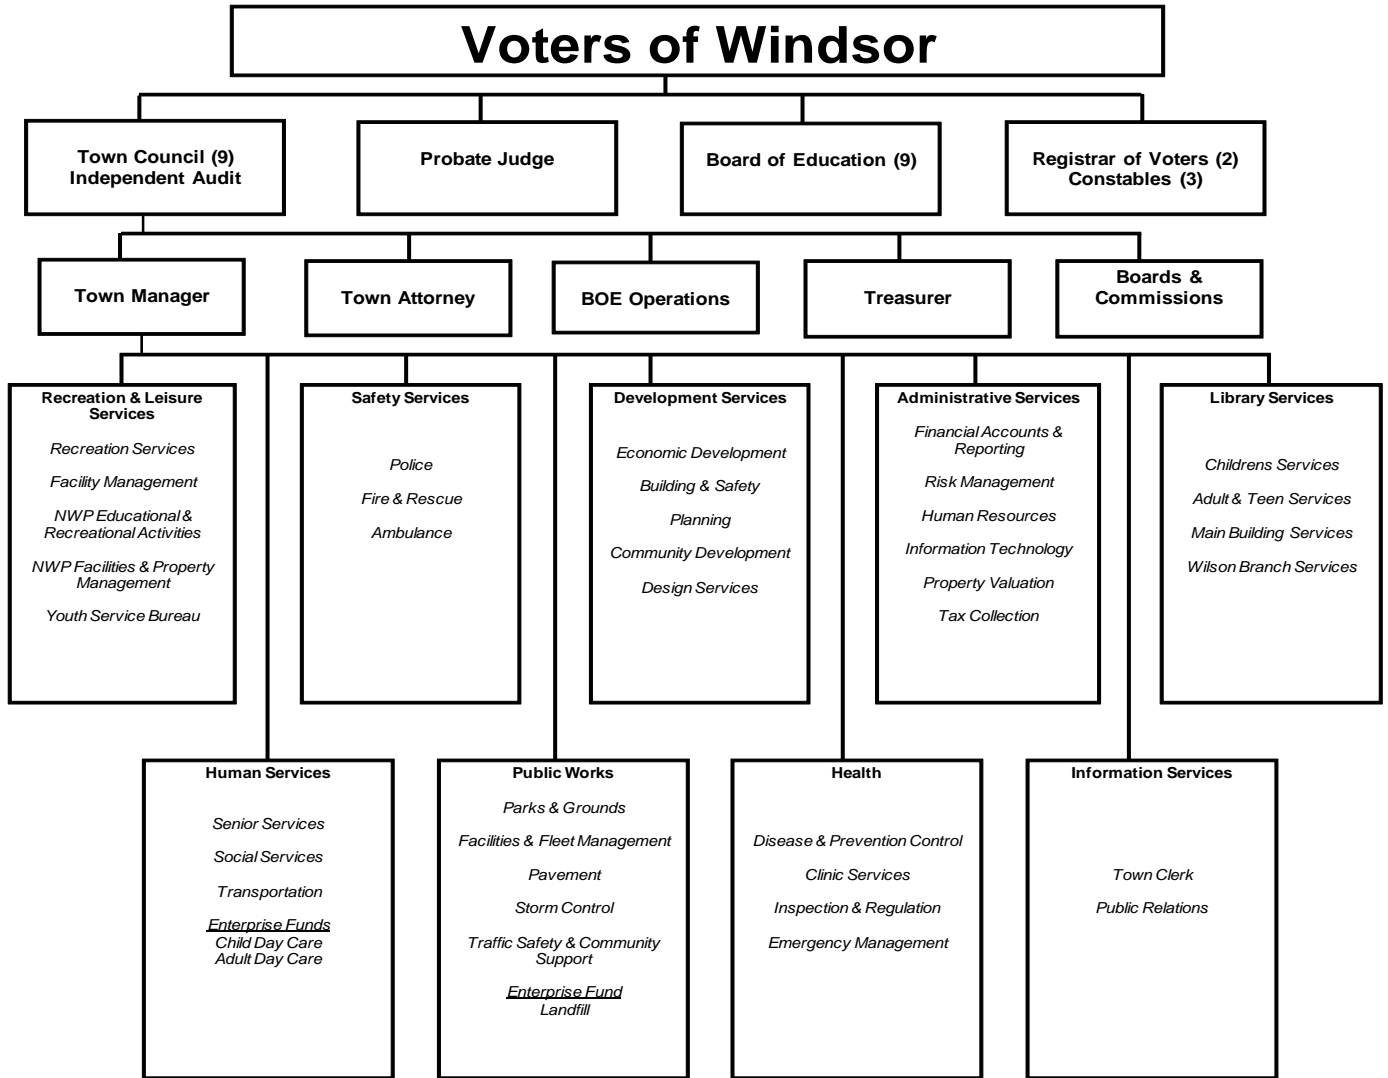 Voters of Windsor
Town Council (9)
Independent Audit
Probate Judge
Board of Education (9)
Registrar of Voters (2)
Constables (3)
Town Manager
Town Attorney
BOE Operations
Treasurer
Boards &
Commissions
Recreation & Leisure
Services
Recreation Services
Facility Management
NWP Educational &
Recreational Activities
NWP Facilities & Property
Management
Youth Service Bureau
Safety Services
Police
Fire & Rescue
Ambulance
Development Services
Economic Development
Building & Safety
Planning
Community Development
Design Services
Administrative Services
Financial Accounts &
Reporting
Risk Management
Human Resources
Information Technology
Property Valuation
Tax Collection
Library Services
Childrens Services
Adult & Teen Services
Main Building Services
Wilson Branch Services
Human Services
Senior Services
Social Services
Transportation
Enterprise Funds
Child Day Care
Adult Day Care
Public Works
Parks & Grounds
Facilities & Fleet Management
Pavement
Storm Control
Traffic Safety & Community
Support
Enterprise Fund
Landfill
Health
Disease & Prevention Control
Clinic Services
Inspection & Regulation
Emergency Management
Information Services
Town Clerk
Public Relations